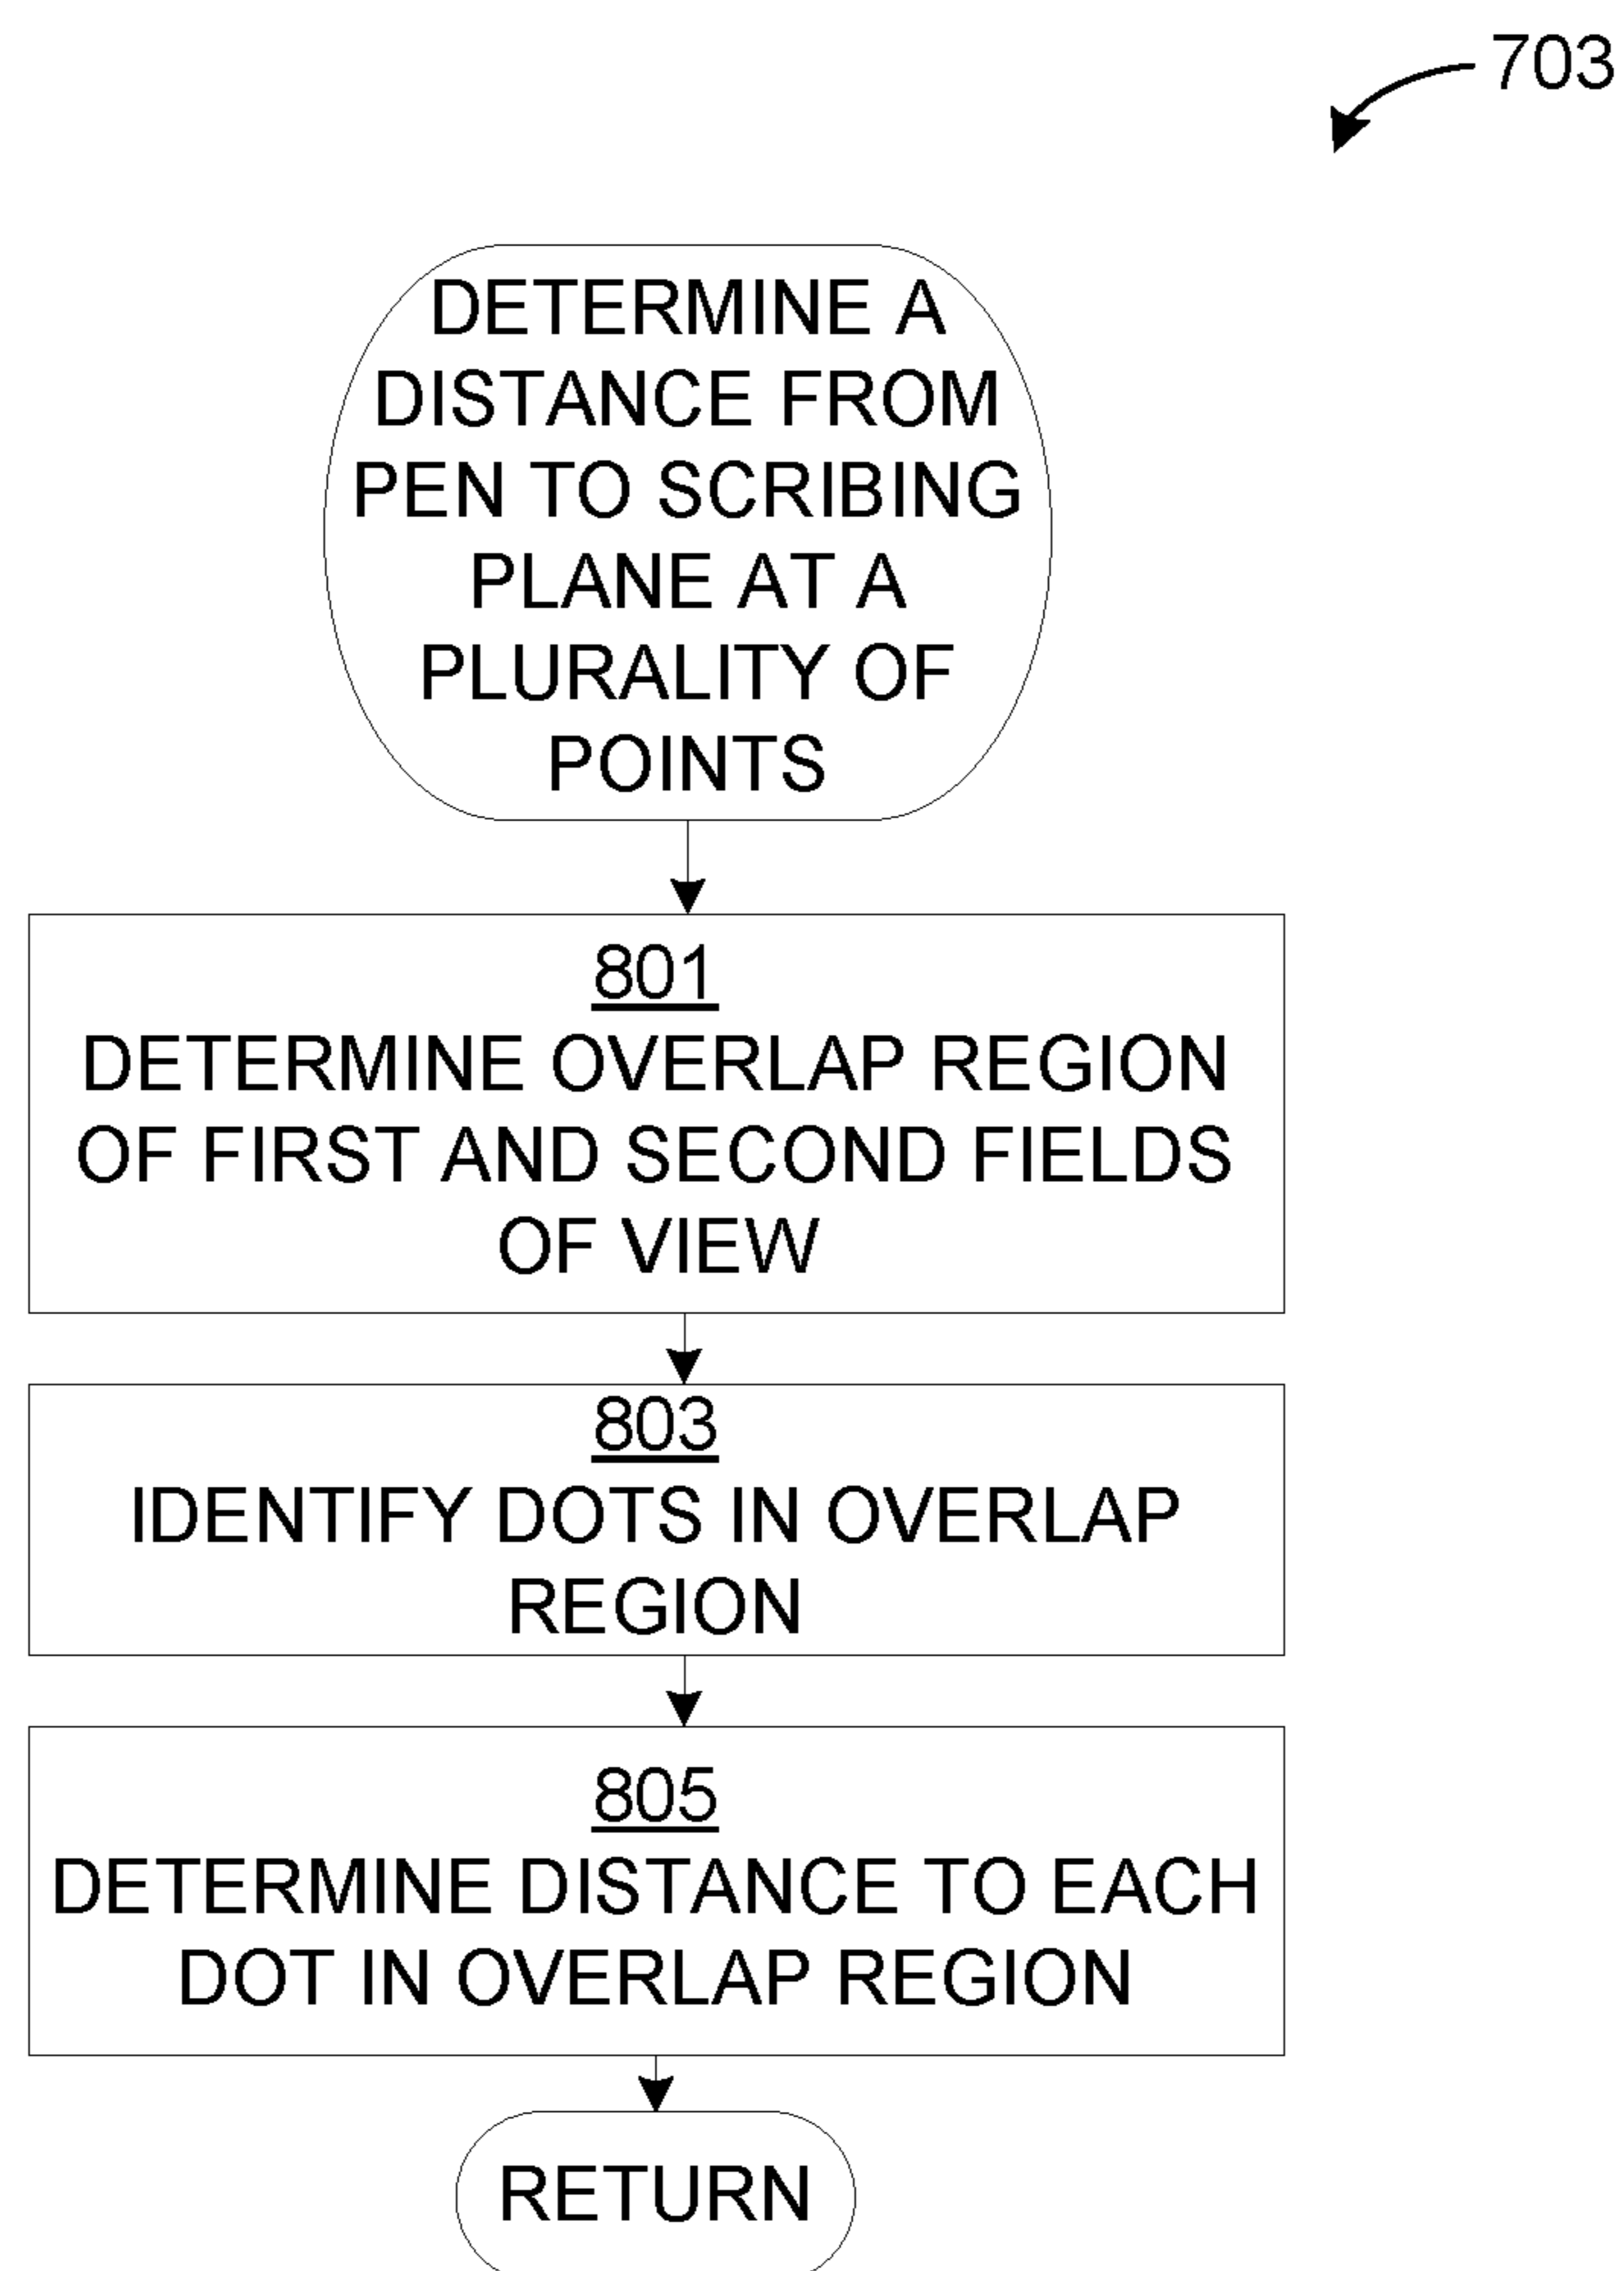 703
DETERMINE A
DISTANCE FROM
PEN TO SCRIBING
PLANE AT A
PLURALITY OF
POINTS
801
DETERMINE OVERLAP REGION
OF FIRST AND SECOND FIELDS
OF VIEW
803
IDENTIFY DOTS IN OVERLAP
REGION
805
DETERMINE DISTANCE TO EACH
DOT IN OVERLAP REGION
RETURN